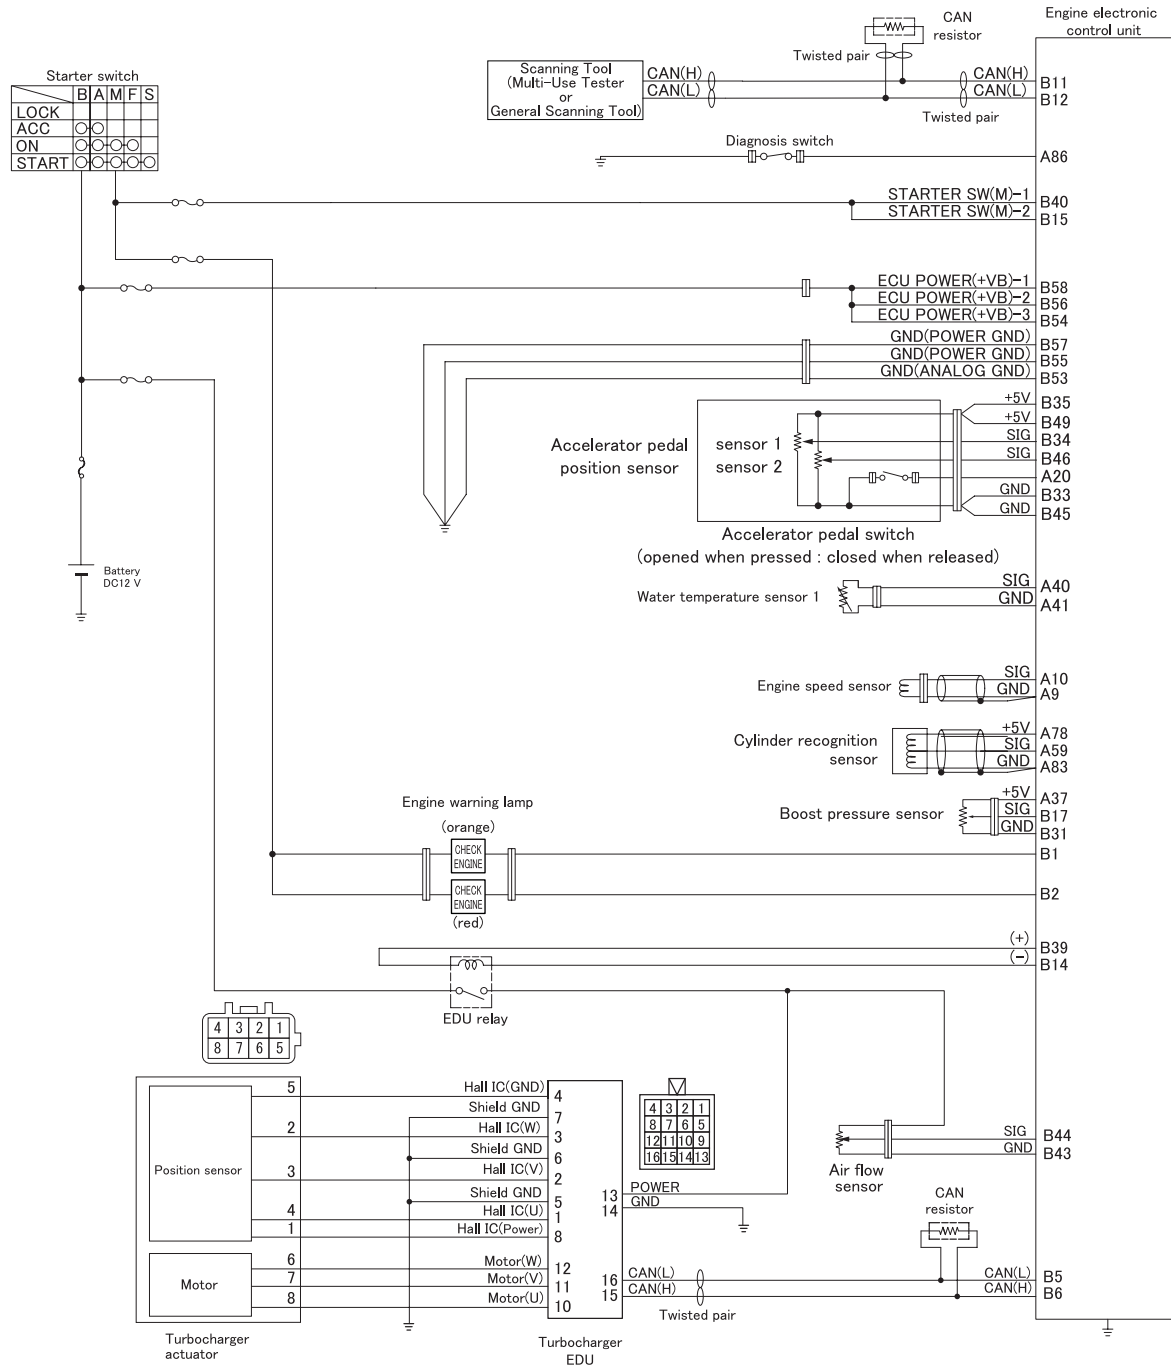 CAN
resistor
Engine electronic
control unit
Twisted pair
Starter switch
B A M F S
LOCK
ACC
ON
START
Scanning Tool
(Multi-Use Tester
or
General Scanning Tool)
CAN(H)
CAN(L)
CAN(H)
CAN(L)
B11
B12
Twisted pair
Diagnosis switch
A86
STARTER SW(M)-1
STARTER SW(M)-2
B40
B15
ECU POWER(+VB)-1
ECU POWER(+VB)-2
ECU POWER(+VB)-3
B58
B56
B54
GND(POWER GND)
GND(POWER GND)
GND(ANALOG GND)
B57
B55
B53
Accelerator pedal
position sensor
sensor 1
sensor 2
+5V B35
+5V B49
SIG B34
SIG B46
A20
GND B33
GND B45
Accelerator pedal switch
(opened when pressed : closed when released)
Battery
DC12 V
Water temperature sensor 1
SIG A40
GND A41
Engine speed sensor
SIG A10
GND A9
Cylinder recognition
sensor
+5V A78
SIG A59
GND A83
Boost pressure sensor
+5V A37
SIG B17
GND B31
Engine warning lamp
(orange)
CHECK
ENGINE
B1
CHECK
ENGINE
(red)
B2
(+) B39
(-) B14
EDU relay
4 3 2 1
8 7 6 5
Position sensor
5 Hall IC(GND) 4
Shield GND 7
2 Hall IC(W) 3
Shield GND 6
3 Hall IC(V) 2
Shield GND 5
4 Hall IC(U) 1
1 Hall IC(Power) 8
Motor
6 Motor(W) 12
7 Motor(V) 11
8 Motor(U) 10
Turbocharger
actuator
Turbocharger
EDU
4 3 2 1
8 7 6 5
12 11 10 9
16 15 14 13
13 POWER
14 GND
16 CAN(L)
15 CAN(H)
Twisted pair
Air flow
sensor
SIG B44
GND B43
CAN
resistor
CAN(L) B5
CAN(H) B6